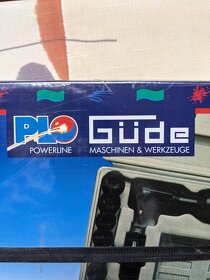 PLO Güde
POWERLINE MASCHINEN & WERKZEUGE